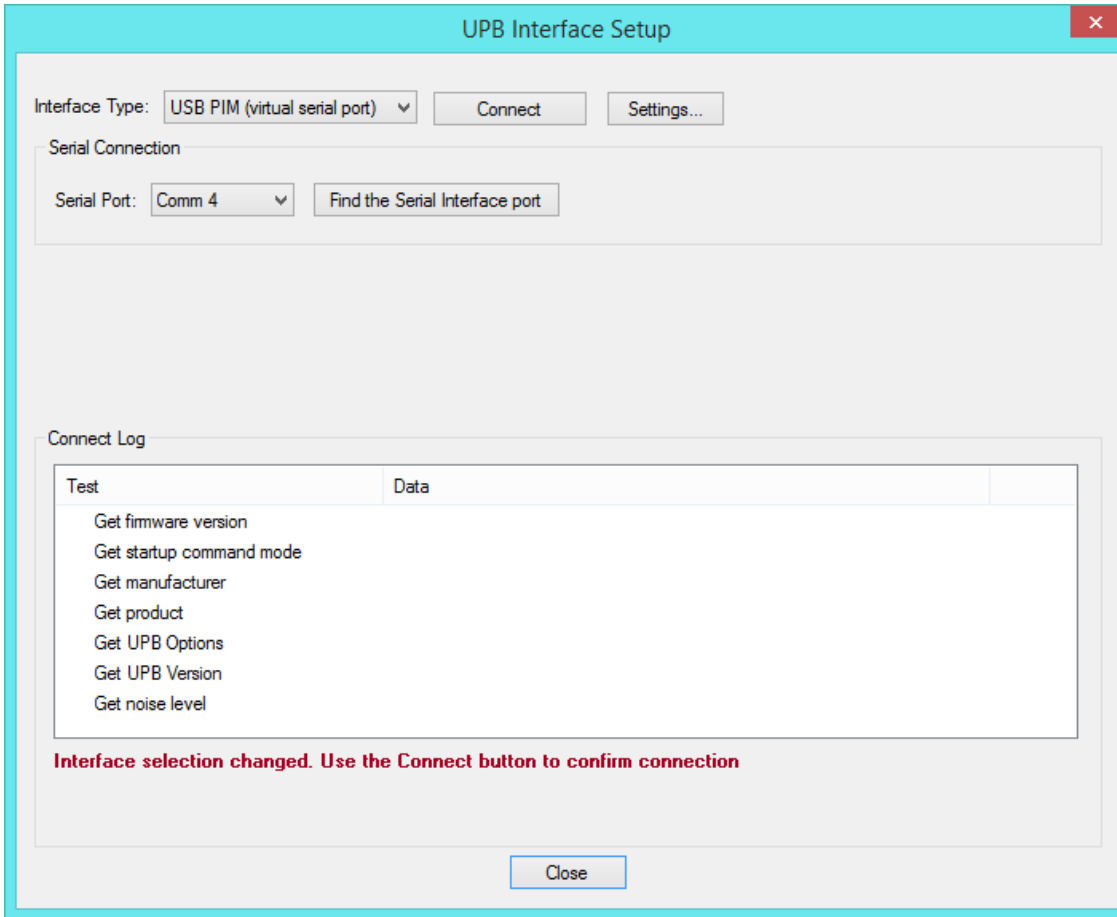 UPB Interface Setup
Interface Type: USB PIM (virtual serial port) Connect Settings...
Serial Connection
Serial Port: Comm 4 Find the Serial Interface port
Connect Log
Test Data
Get firmware version
Get startup command mode
Get manufacturer
Get product
Get UPB Options
Get UPB Version
Get noise level
Interface selection changed. Use the Connect button to confirm connection
Close